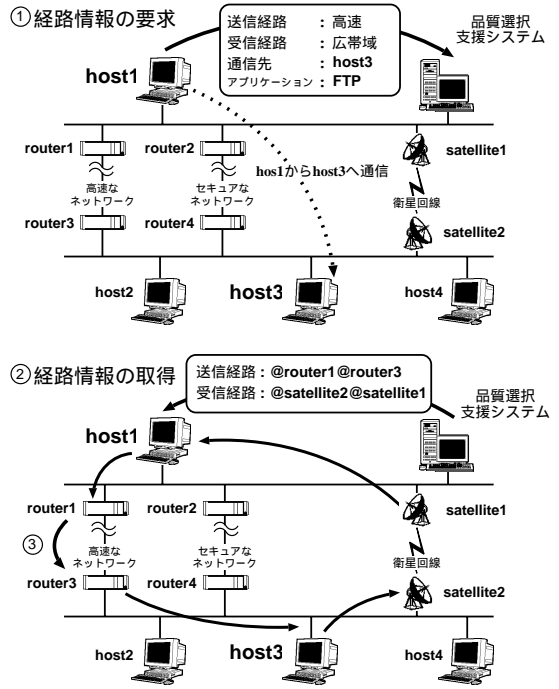 ①経路情報の要求
送信経路 : 高速
受信経路 : 広帯域
通信先 : host3
アプリケーション : FTP
品質選択
支援システム
host1
router1
router2
satellite1
hos1からhost3へ通信
高速な
ネットワーク
セキュアな
ネットワーク
衛星回線
router3
router4
satellite2
host2
host3
host4
②経路情報の取得
送信経路 : @router1@router3
受信経路 : @satellite2@satellite1
品質選択
支援システム
host1
router1
router2
satellite1
③
高速な
ネットワーク
セキュアな
ネットワーク
衛星回線
router3
router4
satellite2
host2
host3
host4